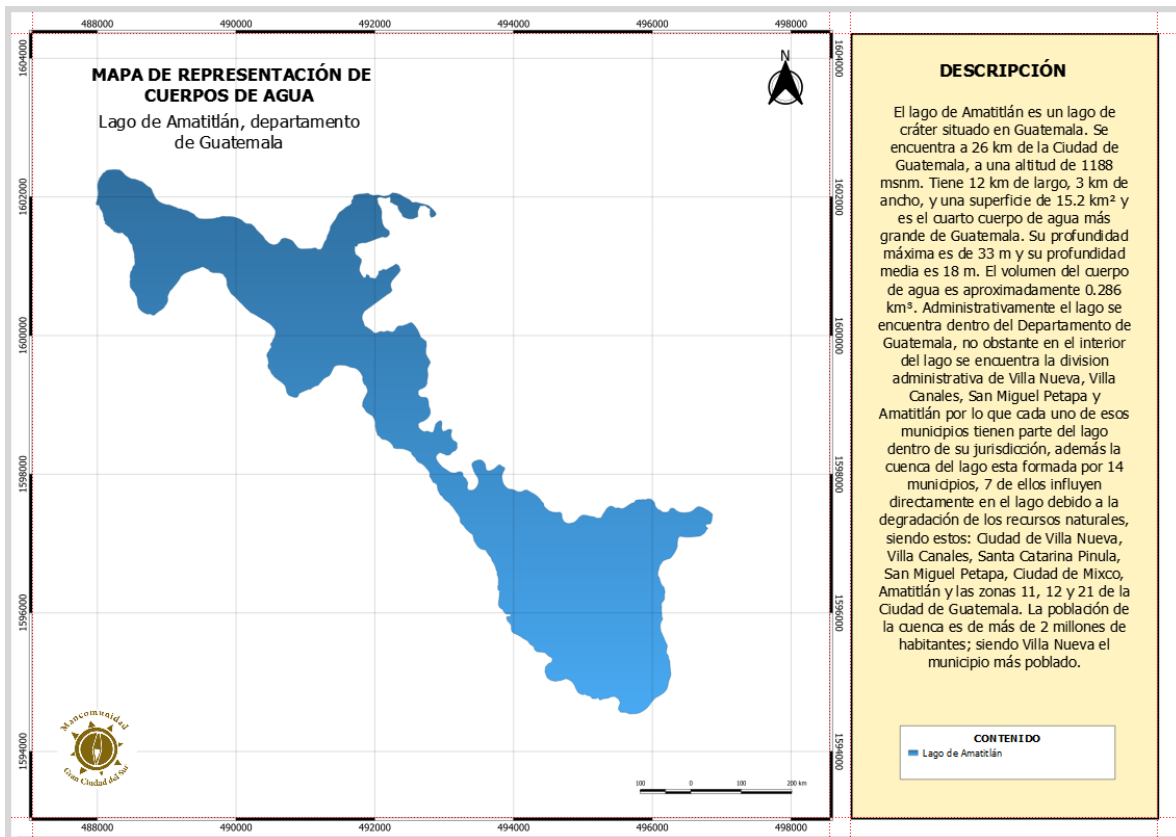 488000 490000 492000 494000 496000 498000
1604000 1604000
1602000 1602000
1600000 1600000
1598000 1598000
1596000 1596000
1594000 1594000
MAPA DE REPRESENTACIÓN DE
CUERPOS DE AGUA
Lago de Amatitlán, departamento
de Guatemala
N
Mancomunidad
Gran Ciudad del Sur
100 0 100 200 km
488000 490000 492000 494000 496000 498000
DESCRIPCIÓN
El lago de Amatitlán es un lago de
cráter situado en Guatemala. Se
encuentra a 26 km de la Ciudad de
Guatemala, a una altitud de 1188
msnm. Tiene 12 km de largo, 3 km de
ancho, y una superficie de 15.2 km² y
es el cuarto cuerpo de agua más
grande de Guatemala. Su profundidad
máxima es de 33 m y su profundidad
media es 18 m. El volumen del cuerpo
de agua es aproximadamente 0.286
km³. Administrativamente el lago se
encuentra dentro del Departamento de
Guatemala, no obstante en el interior
del lago se encuentra la division
administrativa de Villa Nueva, Villa
Canales, San Miguel Petapa y
Amatitlán por lo que cada uno de esos
municipios tienen parte del lago
dentro de su jurisdicción, además la
cuenca del lago esta formada por 14
municipios, 7 de ellos influyen
directamente en el lago debido a la
degradación de los recursos naturales,
siendo estos: Ciudad de Villa Nueva,
Villa Canales, Santa Catarina Pinula,
San Miguel Petapa, Ciudad de Mixco,
Amatitlán y las zonas 11, 12 y 21 de la
Ciudad de Guatemala. La población de
la cuenca es de más de 2 millones de
habitantes; siendo Villa Nueva el
municipio más poblado.
CONTENIDO
Lago de Amatitlán